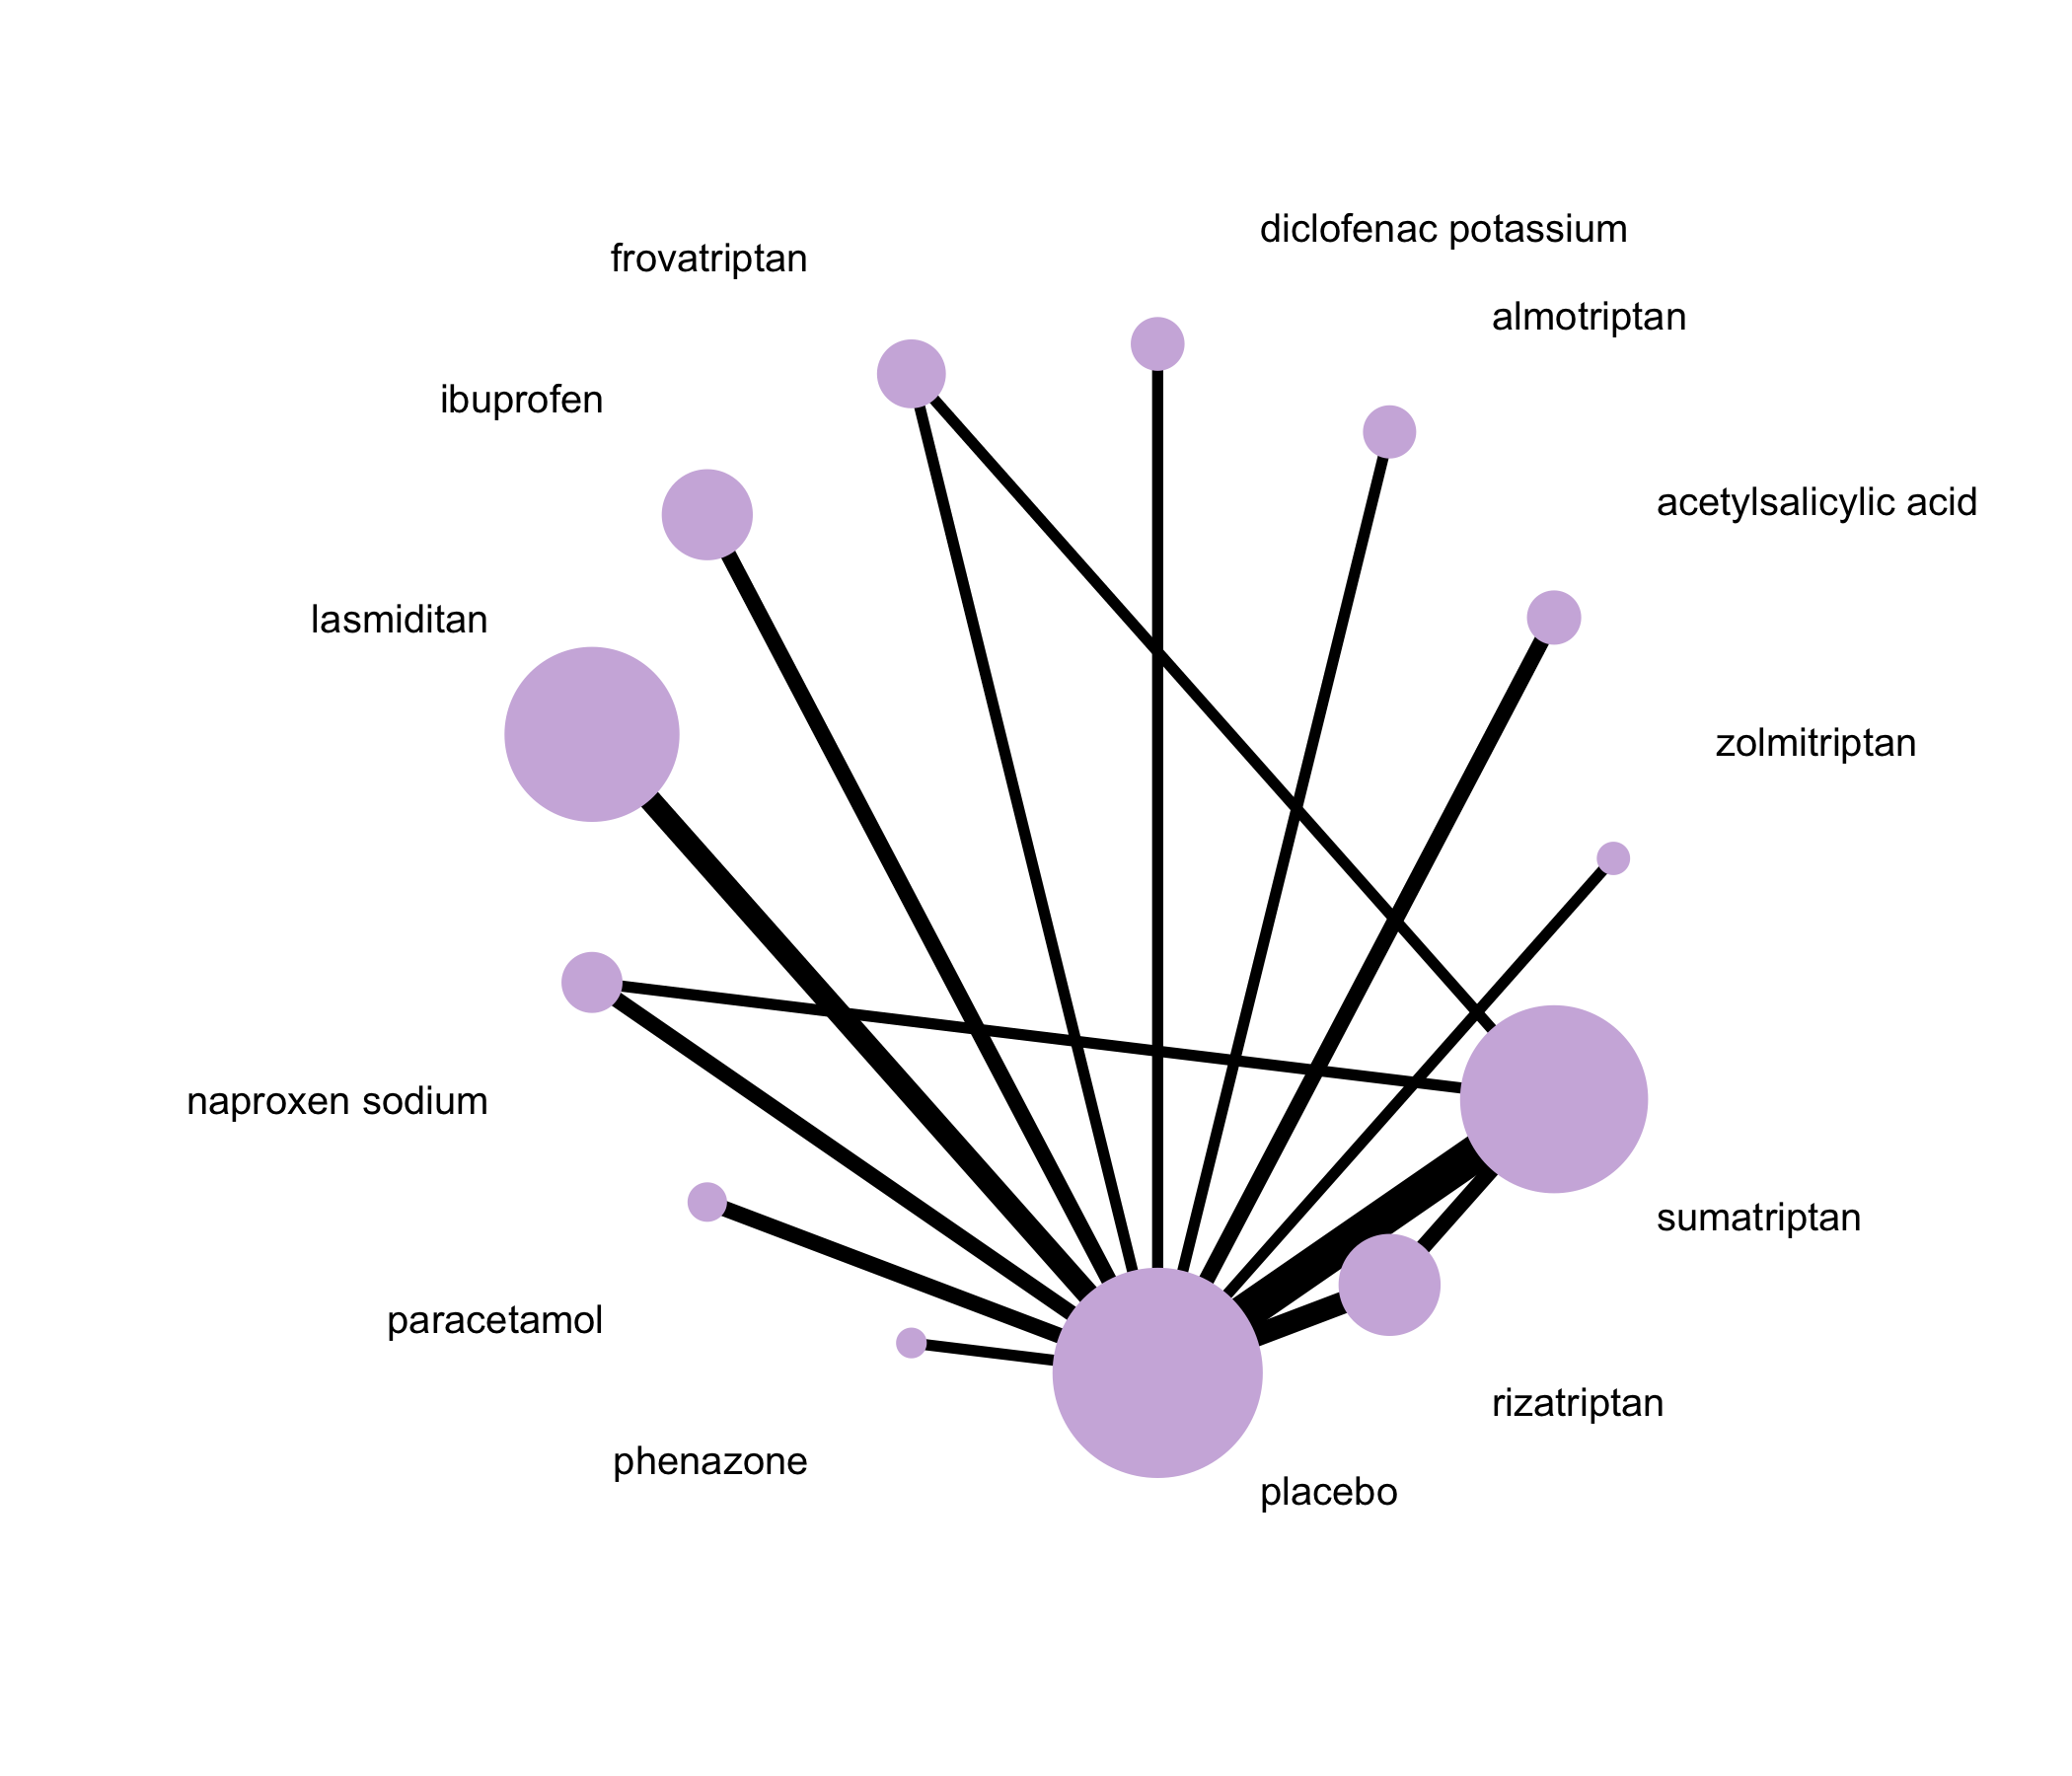 diclofenac potassium
frovatriptan
almotriptan
ibuprofen
acetylsalicylic acid
lasmiditan
zolmitriptan
naproxen sodium
sumatriptan
paracetamol
rizatriptan
phenazone
placebo